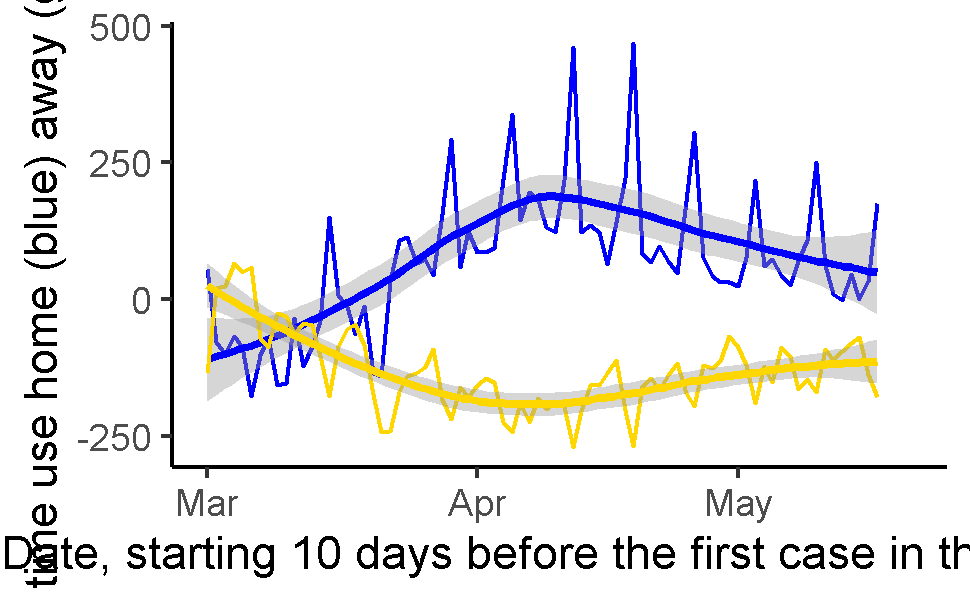 500
250
0
-250
Mar Apr May
time use home (blue) away (
Date, starting 10 days before the first case in th